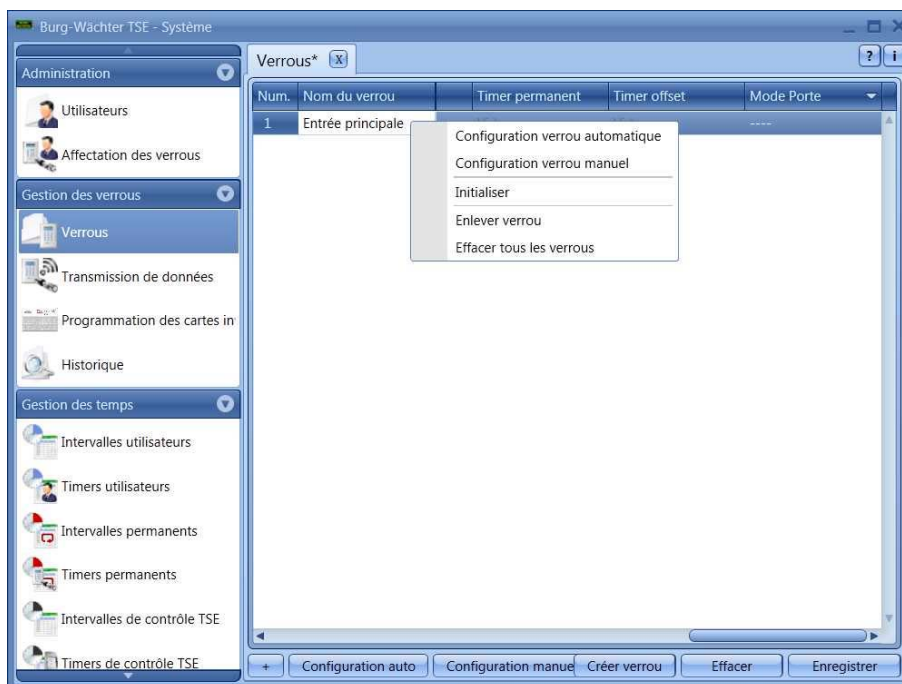 Burg-Wächter TSE - Système
Administration
Utilisateurs
Affectation des verrous
Gestion des verrous
Verrous
Transmission de données
Programmation des cartes in
Historique
Gestion des temps
Intervalles utilisateurs
Timers utilisateurs
Intervalles permanents
Timers permanents
Intervalles de contrôle TSE
Timers de contrôle TSE
Verrous* X
? i
Num. Nom du verrou Timer permanent Timer offset Mode Porte
1 Entrée principale ----
Configuration verrou automatique
Configuration verrou manuel
Initialiser
Enlever verrou
Effacer tous les verrous
+ Configuration auto Configuration manue Créer verrou Effacer Enregistrer